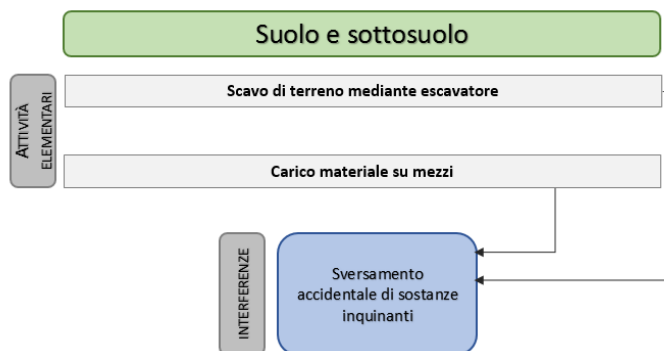 Suolo e sottosuolo
ATTIVITÀ
ELEMENTARI
Scavo di terreno mediante escavatore
Carico materiale su mezzi
INTERFERENZE
Sversamento
accidentale di sostanze
inquinanti